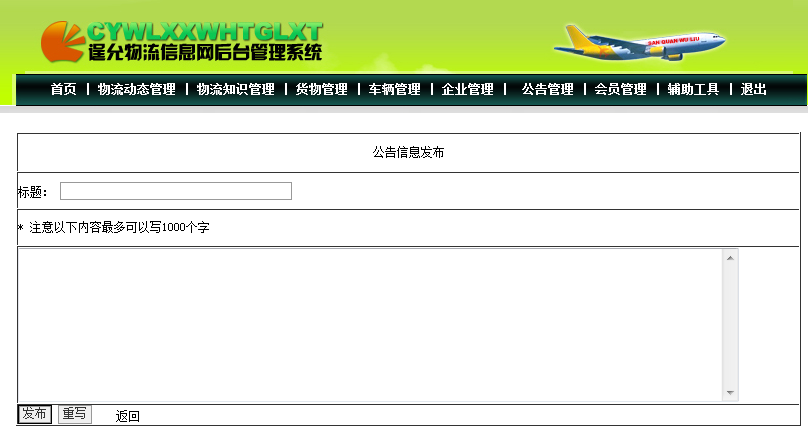 CYWLXXWHTGLXT
逢允物流信息网后台管理系统
SAN QUAN WU LIU
首页 | 物流动态管理 | 物流知识管理 | 货物管理 | 车辆管理 | 企业管理 | 公告管理 | 会员管理 | 辅助工具 | 退出
公告信息发布
标题：
* 注意以下内容最多可以写1000个字
发布 重写 返回